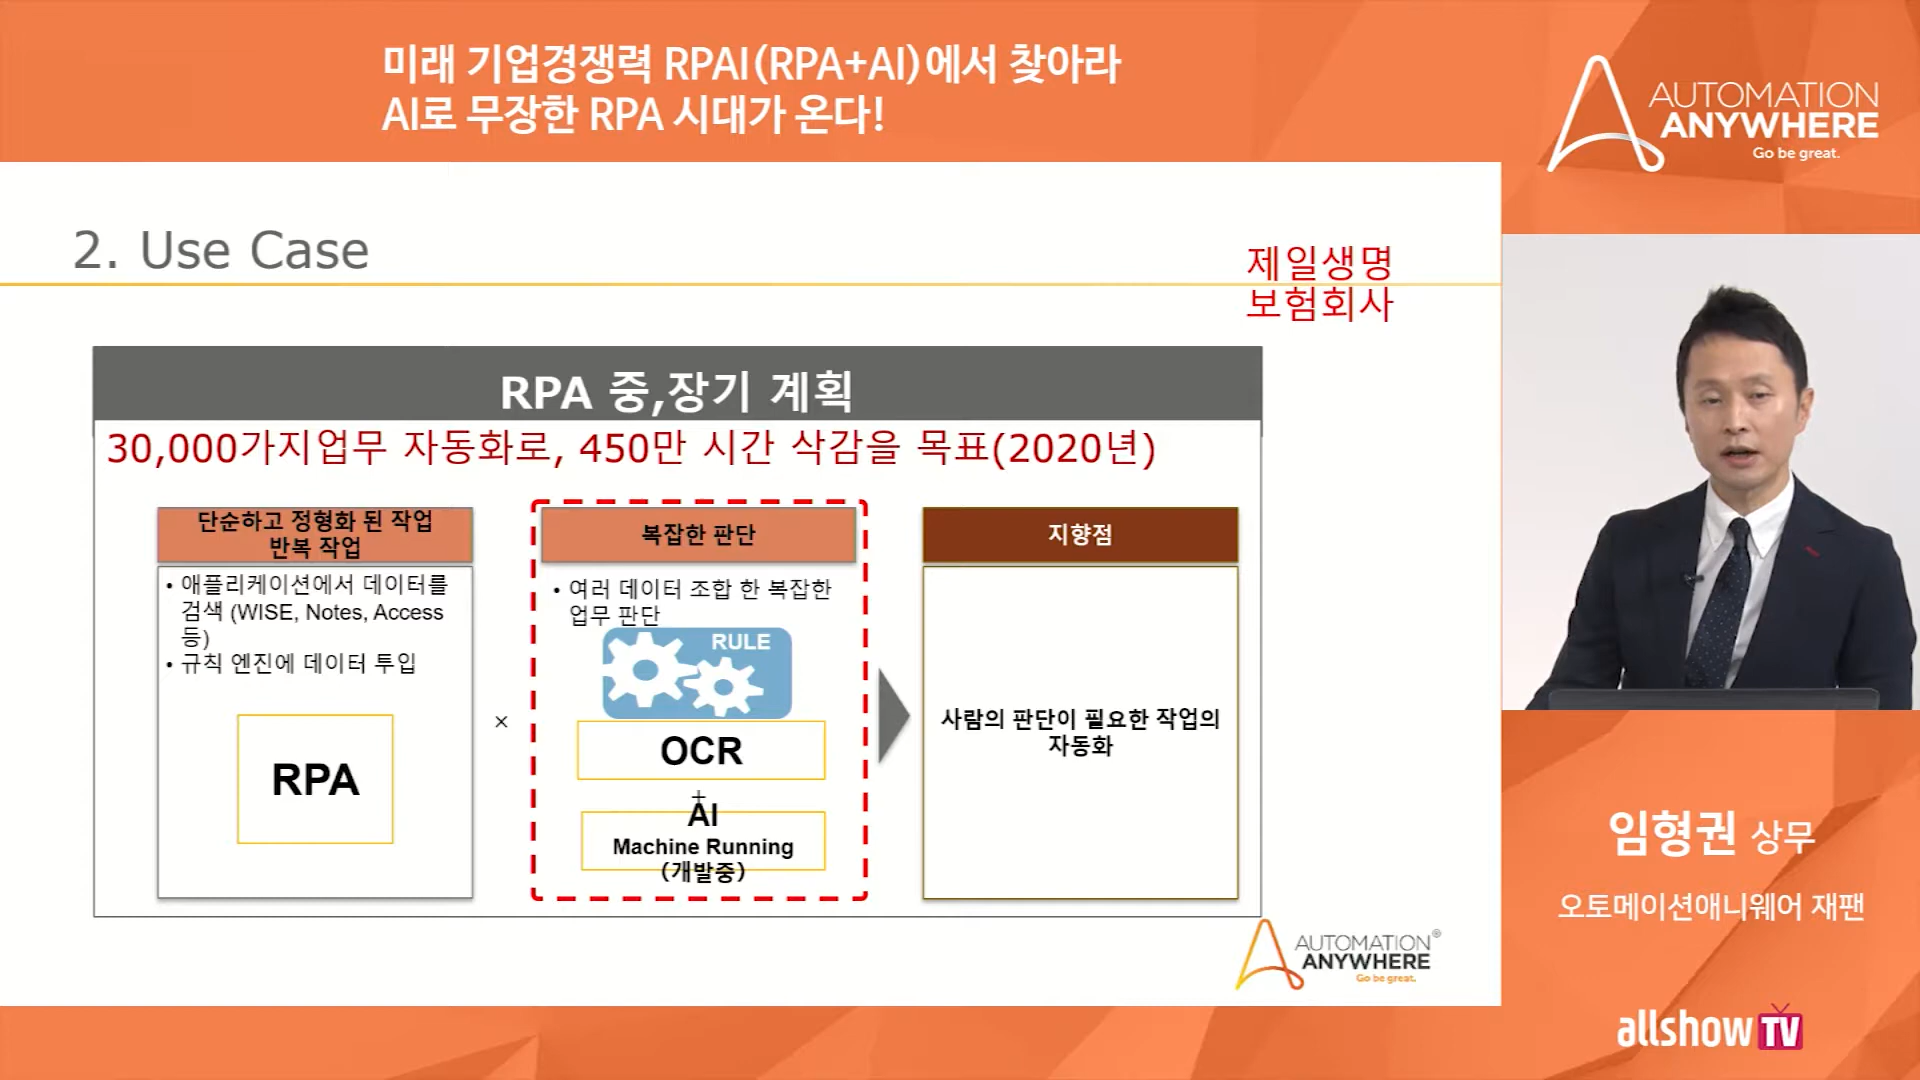 미래 기업경쟁력 RPAI(RPA+AI)에서 찾아라
AI로 무장한 RPA 시대가 온다!
AUTOMATION
ANYWHERE
Go be great.
2. Use Case
제일생명
보험회사
RPA 중,장기 계획
30,000가지업무 자동화로, 450만 시간 삭감을 목표(2020년)
단순하고 정형화 된 작업
반복 작업
• 애플리케이션에서 데이터를
검색 (WISE, Notes, Access
등)
• 규칙 엔진에 데이터 투입
RPA
×
복잡한 판단
• 여러 데이터 조합 한 복잡한
업무 판단
RULE
OCR
+
AI
Machine Running
(개발중)
지향점
사람의 판단이 필요한 작업의
자동화
AUTOMATION®
ANYWHERE
Go be great.
임형권 상무
오토메이션애니웨어 재팬
allshow TV